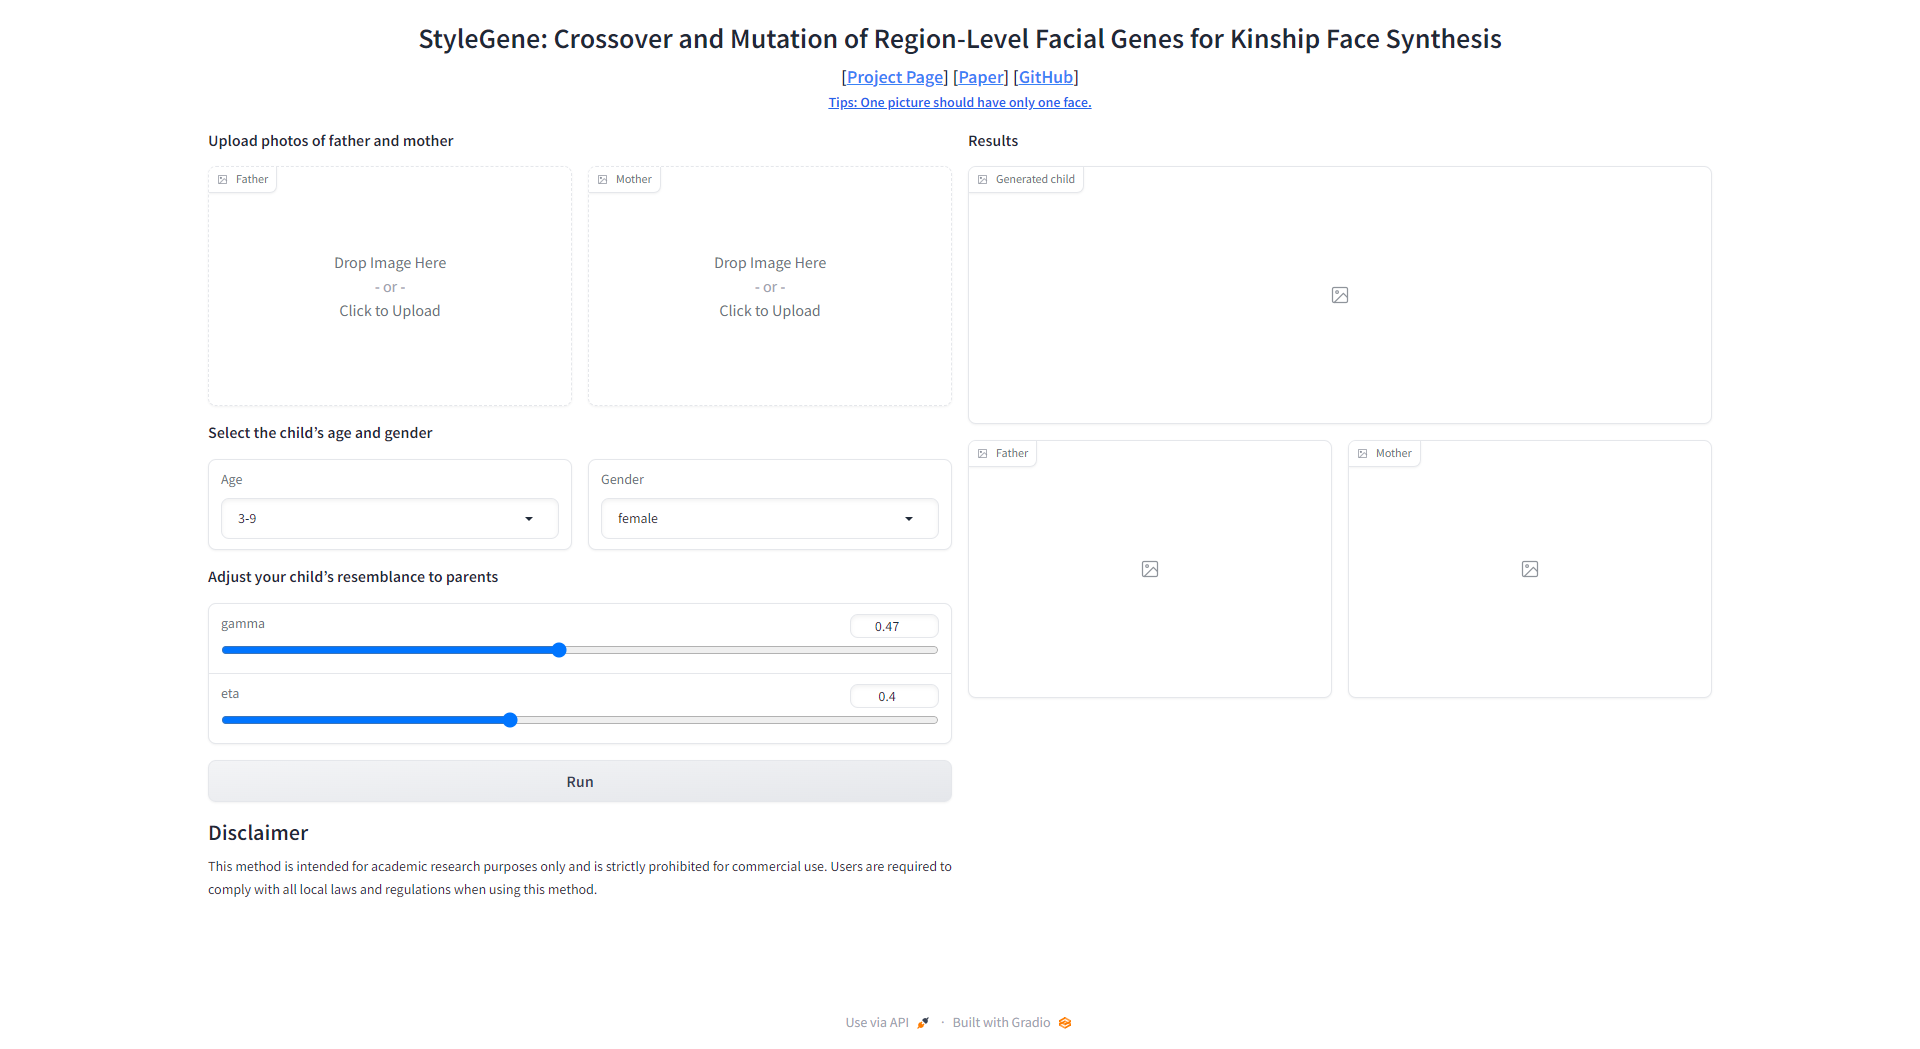 StyleGene: Crossover and Mutation of Region-Level Facial Genes for Kinship Face Synthesis
[Project Page] [Paper] [GitHub]
Tips: One picture should have only one face.
Upload photos of father and mother
Father
Drop Image Here
- or -
Click to Upload
Mother
Drop Image Here
- or -
Click to Upload
Select the child’s age and gender
Age
3-9
Gender
female
Adjust your child’s resemblance to parents
gamma
0.47
eta
0.4
Run
Disclaimer
This method is intended for academic research purposes only and is strictly prohibited for commercial use. Users are required to
comply with all local laws and regulations when using this method.
Results
Generated child
Father
Mother
Use via API
·
Built with Gradio